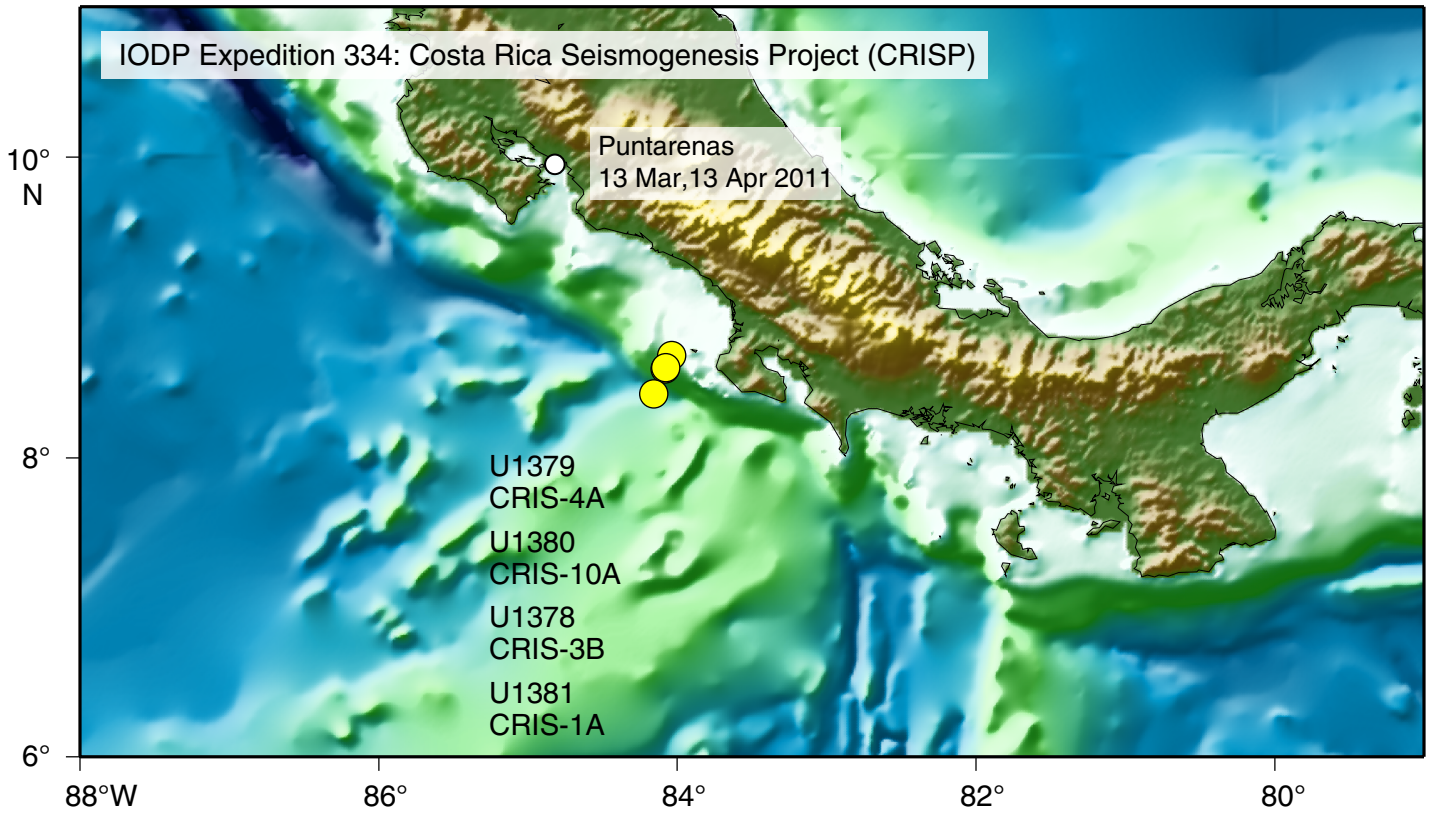 IODP Expedition 334: Costa Rica Seismogenesis Project (CRISP)
Puntarenas
13 Mar,13 Apr 2011
10°
N
8°
U1379
CRIS-4A
U1380
CRIS-10A
U1378
CRIS-3B
U1381
CRIS-1A
6°
88°W
86°
84°
82°
80°